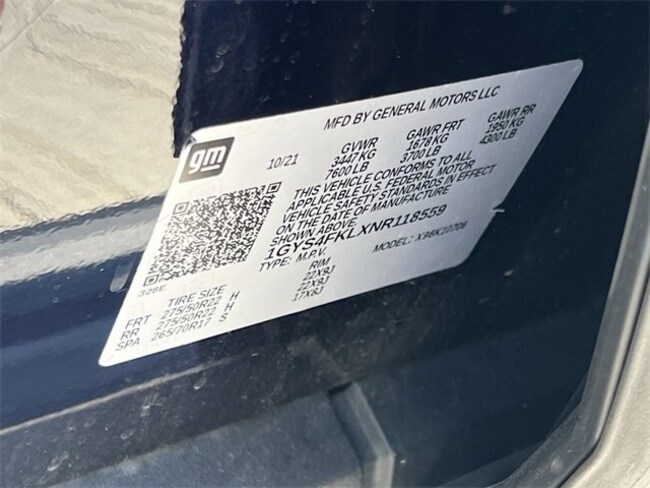 MFD BY GENERAL MOTORS LLC
gm
10/21
GVWR GAWR FRT GAWR RR
3447 KG 1678 KG 1950 KG
7600 LB 3700 LB 4300 LB
THIS VEHICLE CONFORMS TO ALL
APPLICABLE U.S. FEDERAL MOTOR
VEHICLE SAFETY STANDARDS IN EFFECT
ON THE DATE OF MANUFACTURE
SHOWN ABOVE.
1GYS4FKLXNR118559
TYPE: M.P.V. MODEL: X98K10706
328E
TIRE SIZE RIM
FRT 275/50R22 H 22X9J
RR 275/50R22 H 22X9J
SPA 265/70R17 S 17X8J